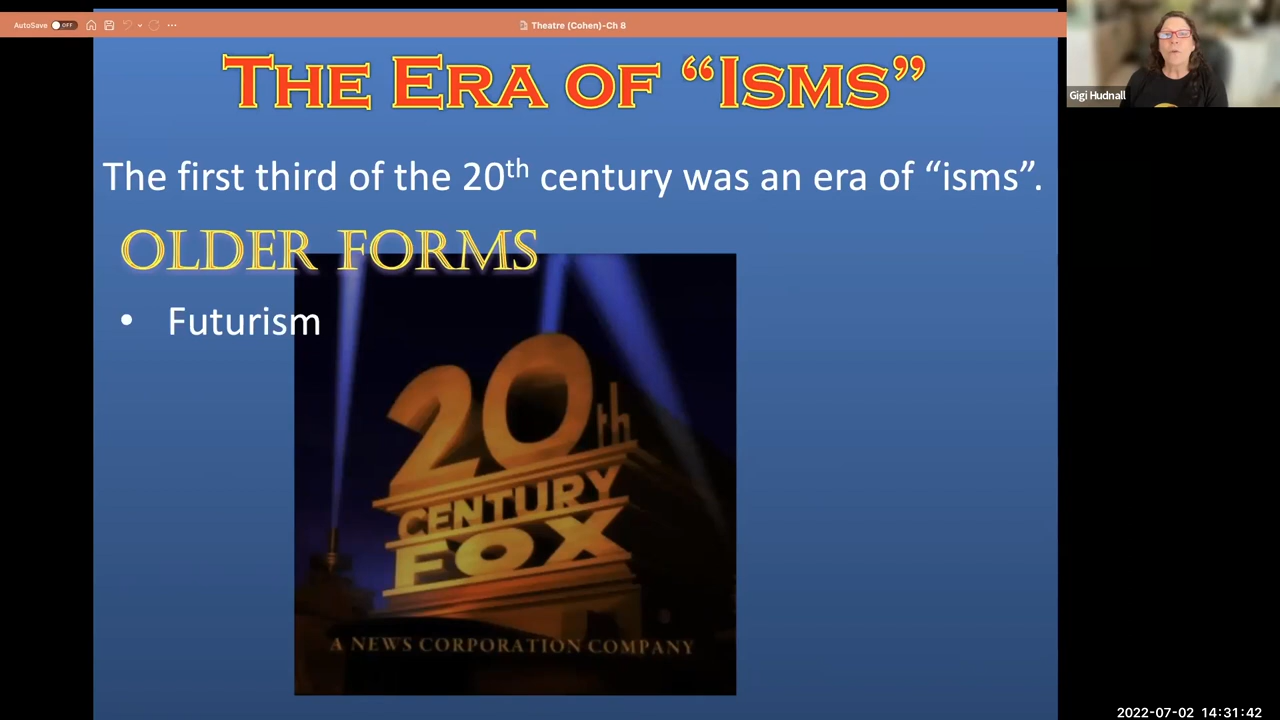 AutoSave OFF
Theatre (Cohen)-Ch 8
THE ERA OF “ISMS”
Gigi Hudnall
The first third of the 20th century was an era of “isms”.
OLDER FORMS
• Futurism
20th
CENTURY
FOX
A NEWS CORPORATION COMPANY
2022-07-02 14:31:42